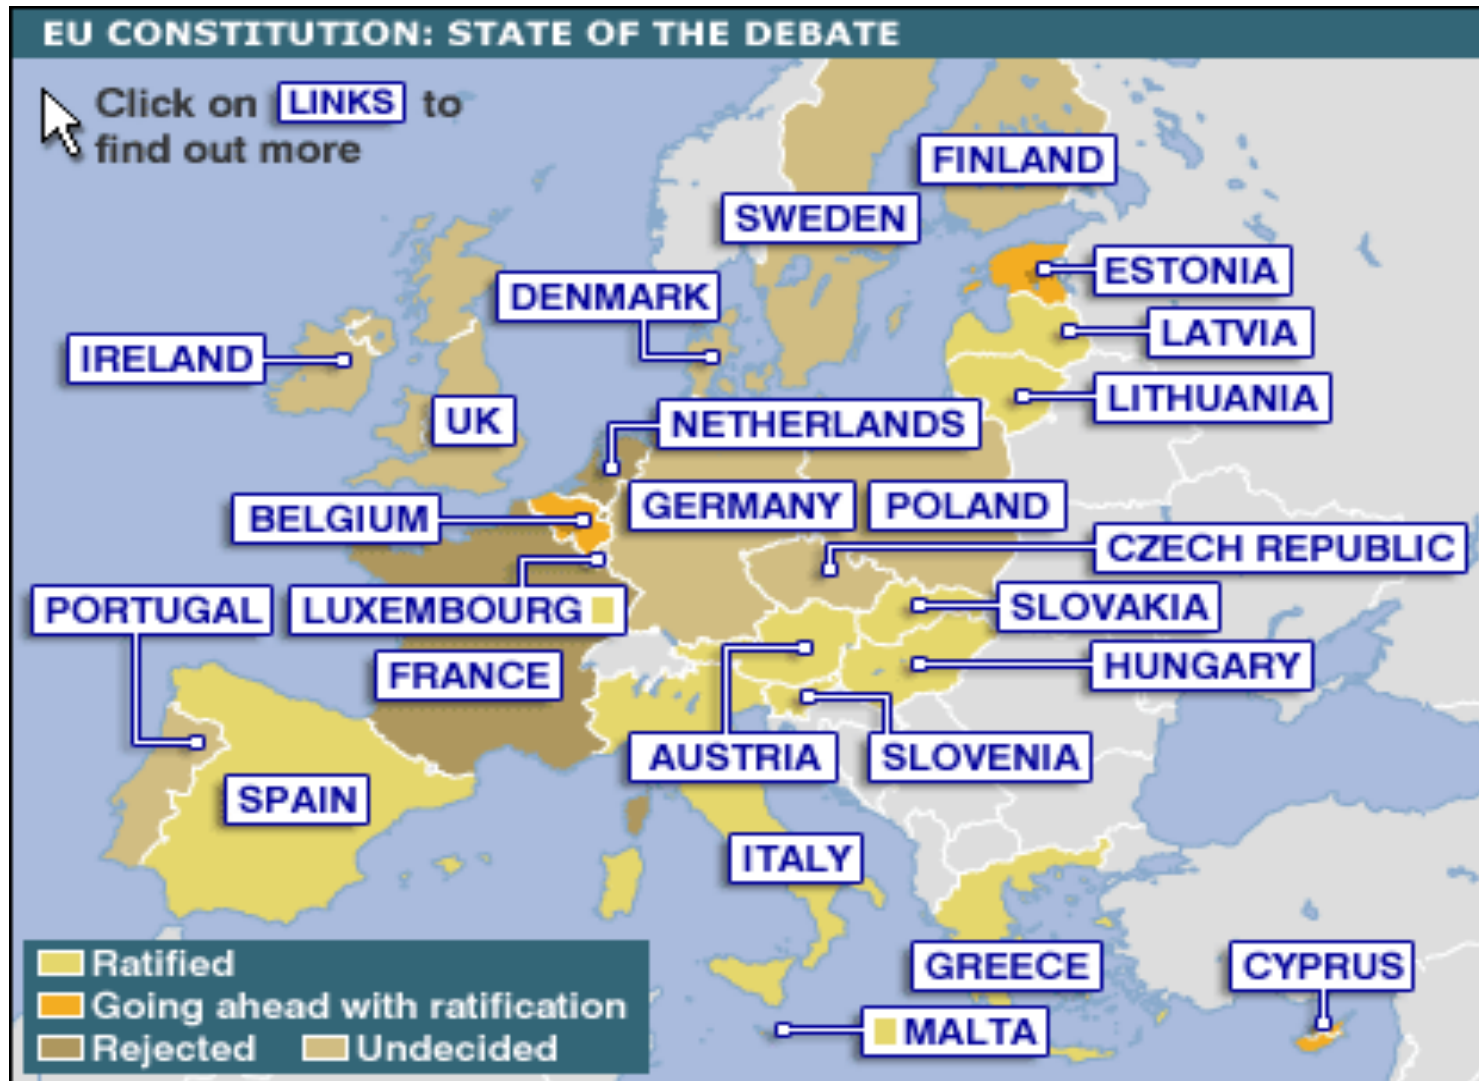 EU CONSTITUTION: STATE OF THE DEBATE
Click on LINKS to
find out more
FINLAND
SWEDEN
ESTONIA
DENMARK
LATVIA
IRELAND
LITHUANIA
UK
NETHERLANDS
GERMANY
POLAND
BELGIUM
CZECH REPUBLIC
PORTUGAL
LUXEMBOURG
SLOVAKIA
FRANCE
HUNGARY
AUSTRIA
SLOVENIA
SPAIN
ITALY
GREECE
CYPRUS
MALTA
Ratified
Going ahead with ratification
Rejected
Undecided